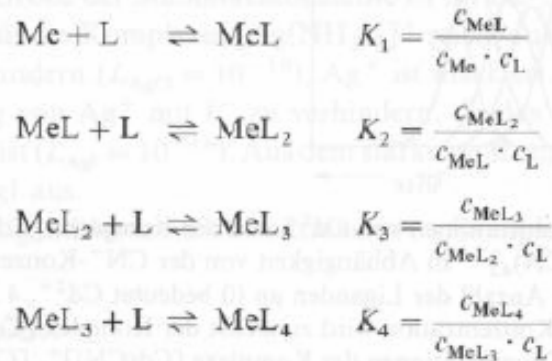 Me + L ⇌ MeL K₁ = c_MeL / (c_Me · c_L)
MeL + L ⇌ MeL₂ K₂ = c_MeL₂ / (c_MeL · c_L)
MeL₂ + L ⇌ MeL₃ K₃ = c_MeL₃ / (c_MeL₂ · c_L)
MeL₃ + L ⇌ MeL₄ K₄ = c_MeL₄ / (c_MeL₃ · c_L)